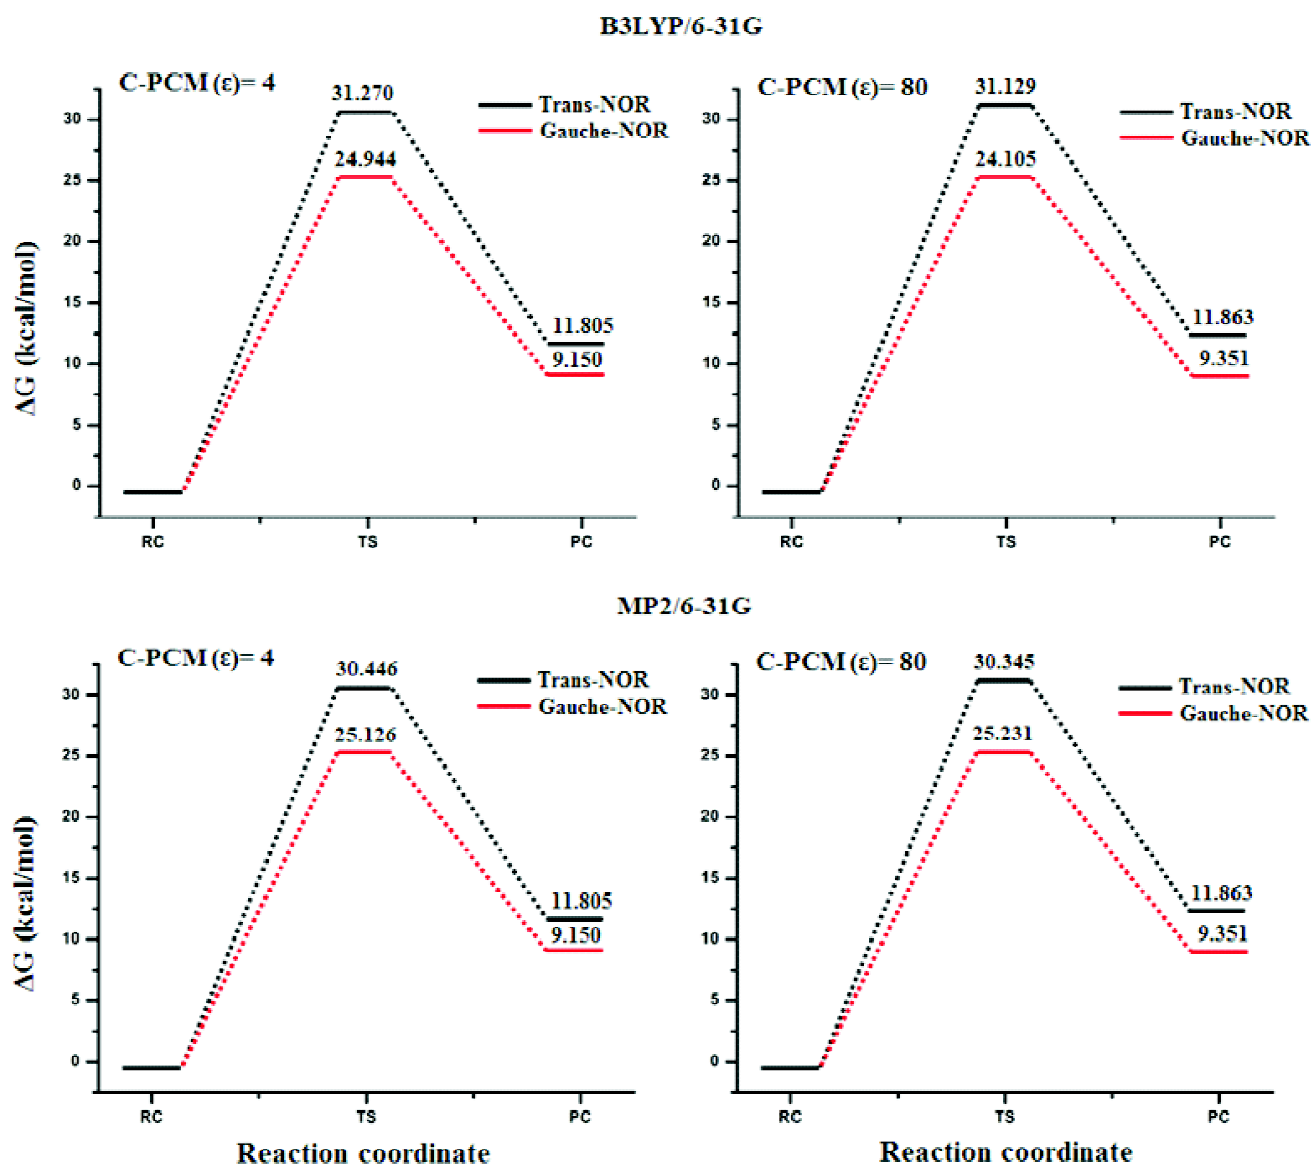 B3LYP/6-31G
C-PCM (ε)= 4
31.270
Trans-NOR
Gauche-NOR
24.944
11.805
9.150
ΔG (kcal/mol)
30
25
20
15
10
5
0
RC
TS
PC
C-PCM (ε)= 80
31.129
Trans-NOR
Gauche-NOR
24.105
11.863
9.351
30
25
20
15
10
5
0
RC
TS
PC
MP2/6-31G
C-PCM (ε)= 4
30.446
Trans-NOR
Gauche-NOR
25.126
11.805
9.150
ΔG (kcal/mol)
30
25
20
15
10
5
0
RC
TS
PC
Reaction coordinate
C-PCM (ε)= 80
30.345
Trans-NOR
Gauche-NOR
25.231
11.863
9.351
30
25
20
15
10
5
0
RC
TS
PC
Reaction coordinate